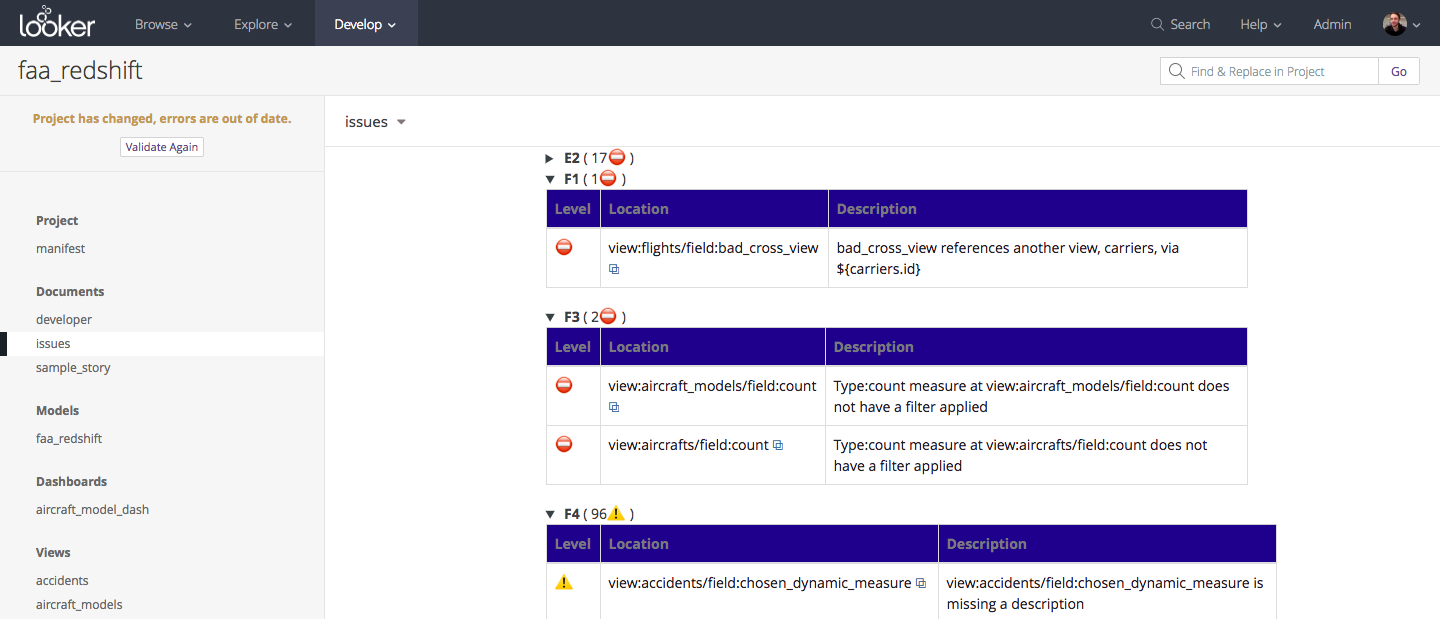 looker
Browse
Explore
Develop
Search
Help
Admin
faa_redshift
Find & Replace in Project
Go
Project has changed, errors are out of date.
Validate Again
Project
manifest
Documents
developer
issues
sample_story
Models
faa_redshift
Dashboards
aircraft_model_dash
Views
accidents
aircraft_models
issues
E2 ( 17⛔ )
F1 ( 1⛔ )
Level Location Description
view:flights/field:bad_cross_view bad_cross_view references another view, carriers, via
${carriers.id}
F3 ( 2⛔ )
Level Location Description
view:aircraft_models/field:count Type:count measure at view:aircraft_models/field:count does
not have a filter applied
view:aircrafts/field:count Type:count measure at view:aircrafts/field:count does not
have a filter applied
F4 ( 96⚠ )
Level Location Description
view:accidents/field:chosen_dynamic_measure view:accidents/field:chosen_dynamic_measure is
missing a description